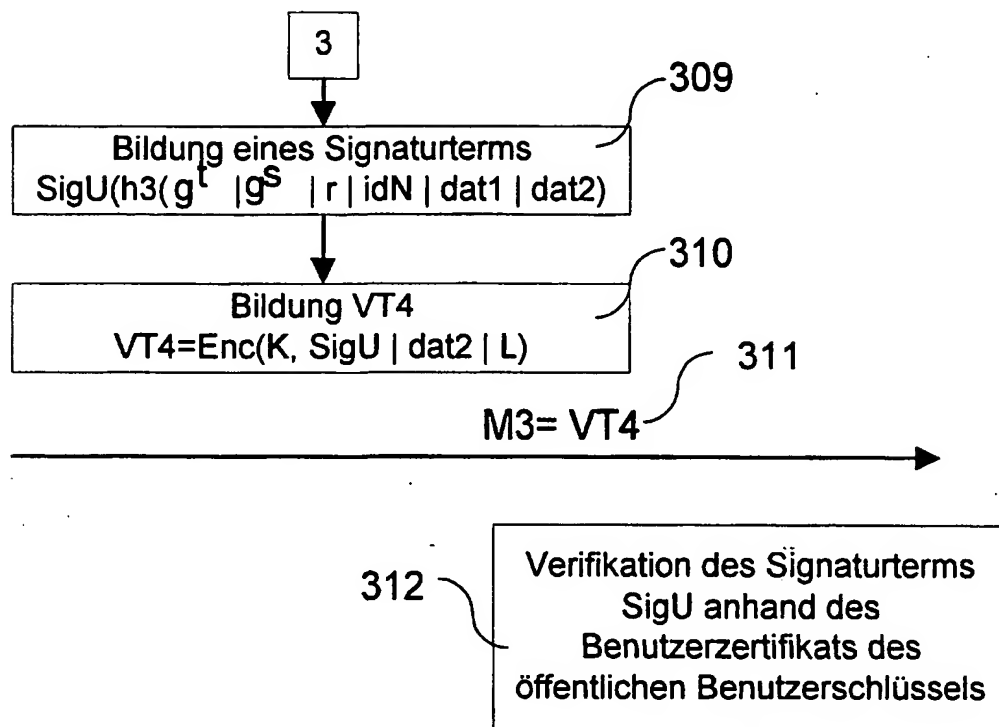 3
309
Bildung eines Signaturterms
SigU(h3( g^t | g^s | r | idN | dat1 | dat2)
310
Bildung VT4
VT4=Enc(K, SigU | dat2 | L)
311
M3= VT4
312
Verifikation des Signaturterms
SigU anhand des
Benutzerzertifikats des
öffentlichen Benutzerschlüssels